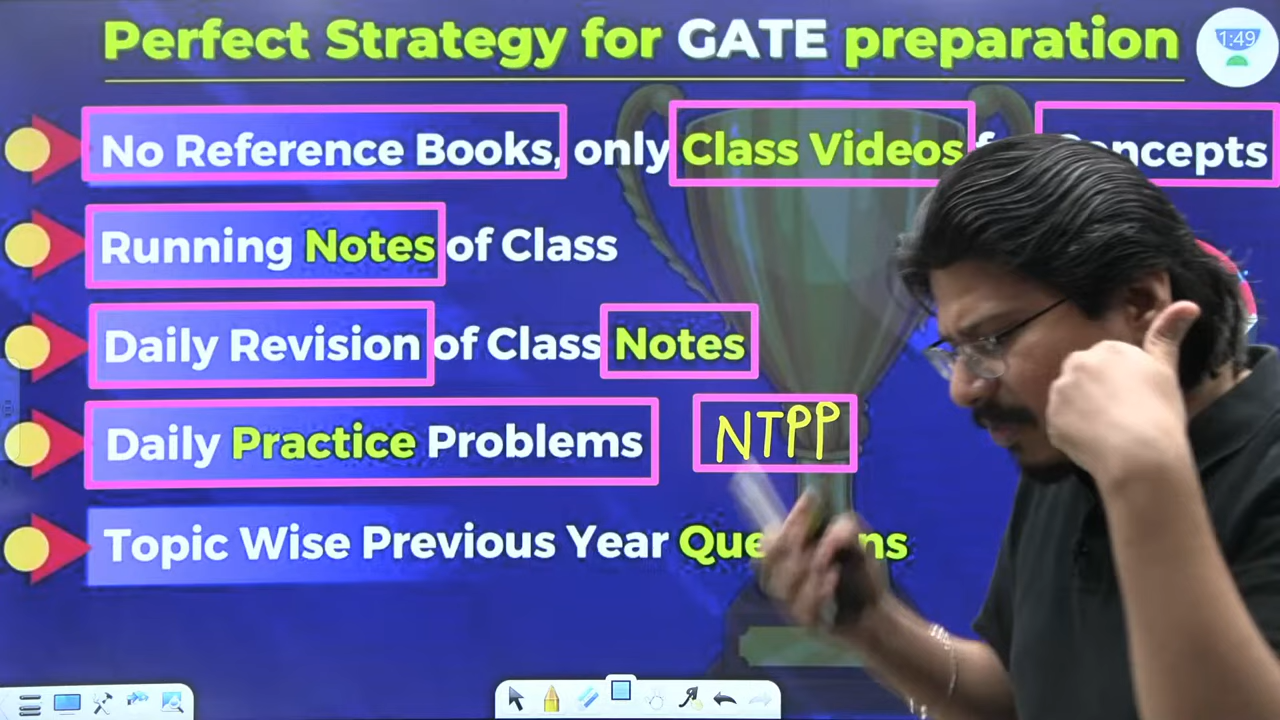 Perfect Strategy for GATE preparation
1:49
No Reference Books, only Class Videos
Running Notes of Class
Daily Revision of Class Notes
Daily Practice Problems NTPP
Topic Wise Previous Year